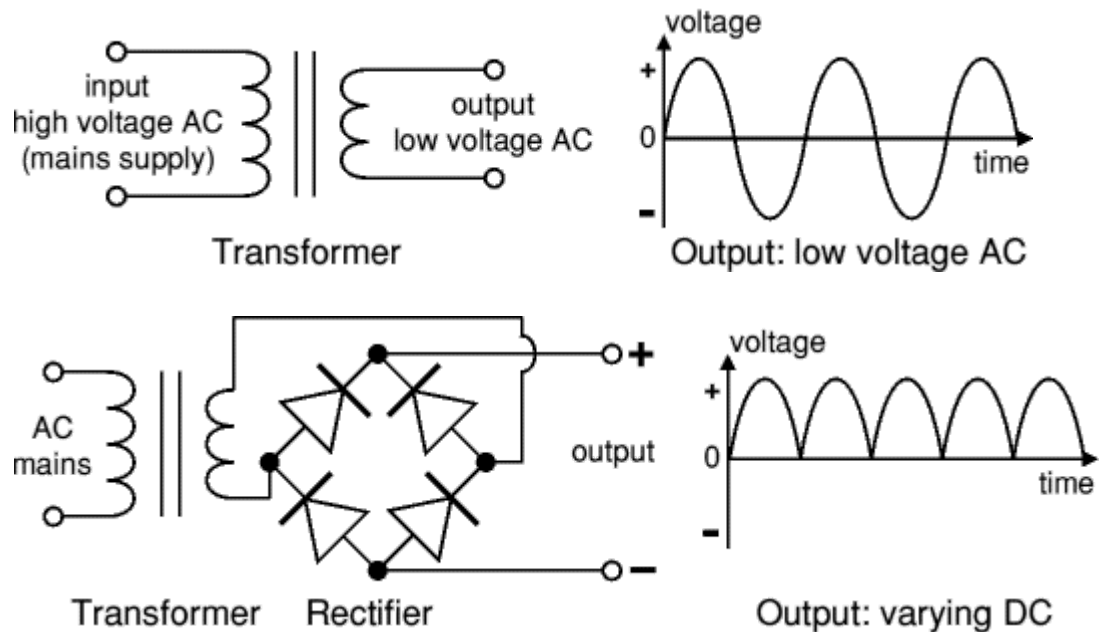 input
high voltage AC
(mains supply)
output
low voltage AC
Transformer
voltage
+
0
-
time
Output: low voltage AC
AC
mains
+
output
-
Transformer
Rectifier
voltage
+
0
-
time
Output: varying DC